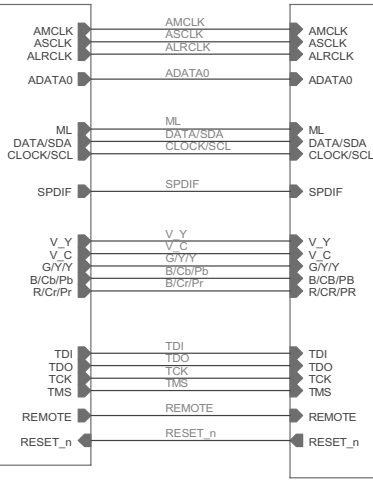 AMCLK AMCLK AMCLK
ASCLK ASCLK ASCLK
ALRCLK ALRCLK ALRCLK
ADATA0 ADATA0 ADATA0
ML ML ML
DATA/SDA DATA/SDA DATA/SDA
CLOCK/SCL CLOCK/SCL CLOCK/SCL
SPDIF SPDIF SPDIF
V_Y V_Y V_Y
V_C V_C V_C
G/Y/Y G/Y/Y G/Y/Y
B/Cb/Pb B/Cb/Pb B/CB/PB
R/Cr/Pr B/Cr/Pr R/CR/PR
TDI TDI TDI
TDO TDO TDO
TCK TCK TCK
TMS TMS TMS
REMOTE REMOTE REMOTE
RESET_n RESET_n RESET_n